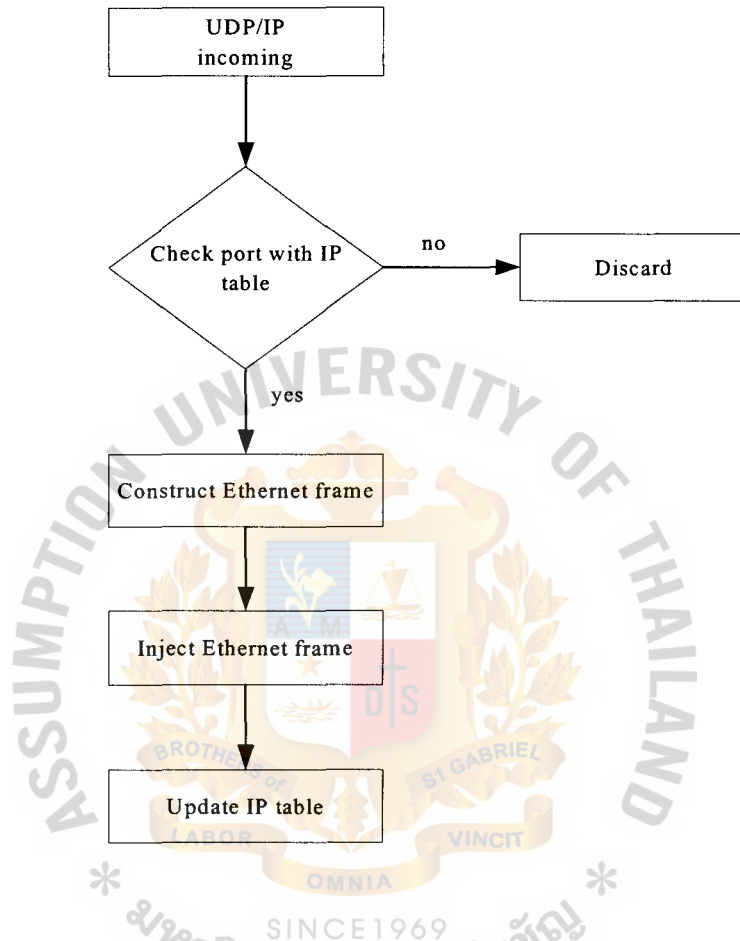 UDP/IP
incoming
Check port with IP
table
no
Discard
yes
Construct Ethernet frame
Inject Ethernet frame
Update IP table
ASSUMPTION UNIVERSITY OF THAILAND
A M
D S
BROTHERS of
ST GABRIEL
LABOR
VINCIT
OMNIA
SINCE1969